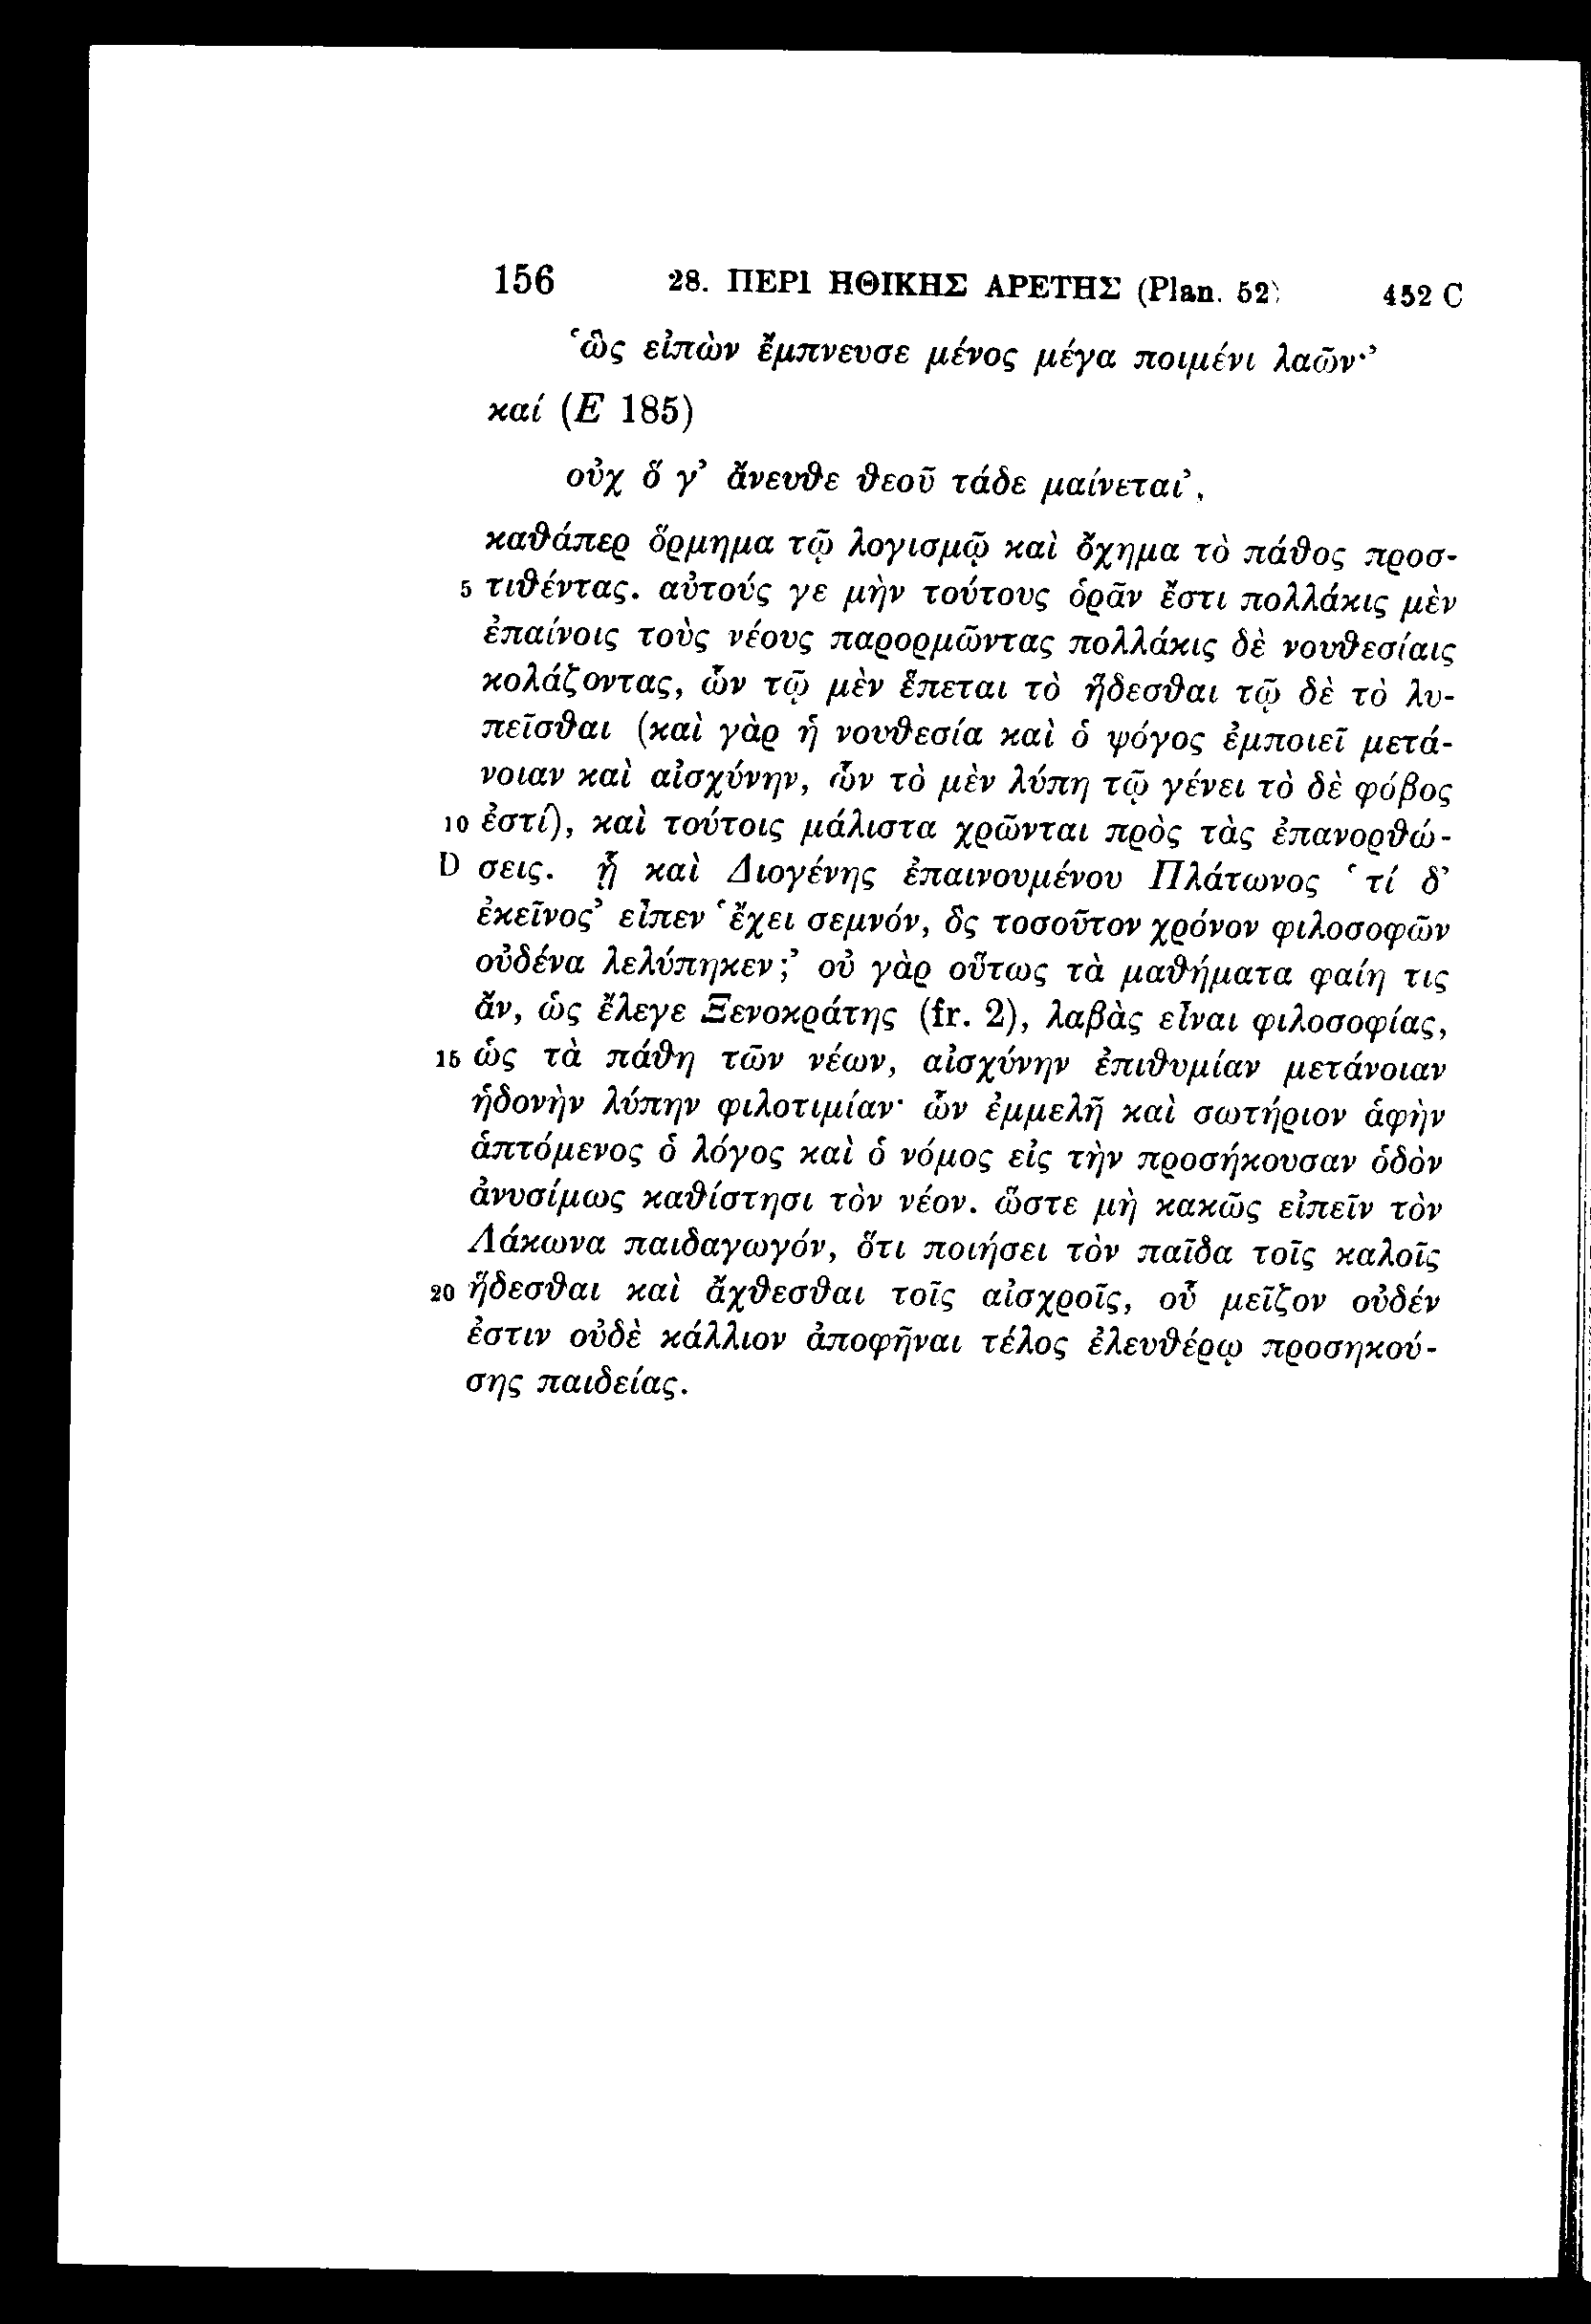 156 28. ΠΕΡΙ ΗΘΙΚΗΣ ΑΡΕΤΗΣ (Plan. 52) 452 C
‘ὣς εἰπὼν ἔμπνευσε μένος μέγα ποιμένι λαῶν·’
καί (Ε 185)
οὐχ ὅ γ’ ἄνευθε θεοῦ τάδε μαίνεται’,
καθάπερ ὅρμημα τῷ λογισμῷ καὶ ὄχημα τὸ πάθος προσ-
5 τιθέντας. αὐτούς γε μὴν τούτους ὁρᾶν ἔστι πολλάκις μὲν
ἐπαίνοις τοὺς νέους παρορμῶντας πολλάκις δὲ νουθεσίαις
κολάζοντας, ὧν τῷ μὲν ἕπεται τὸ ἥδεσθαι τῷ δὲ τὸ λυ-
πεῖσθαι (καὶ γὰρ ἡ νουθεσία καὶ ὁ ψόγος ἐμποιεῖ μετά-
νοιαν καὶ αἰσχύνην, ὧν τὸ μὲν λύπη τῷ γένει τὸ δὲ φόβος
10 ἐστί), καὶ τούτοις μάλιστα χρῶνται πρὸς τὰς ἐπανορθώ-
D σεις. ᾗ καὶ Διογένης ἐπαινουμένου Πλάτωνος ‘τί δ’
ἐκεῖνος’ εἶπεν ‘ἔχει σεμνόν, ὃς τοσοῦτον χρόνον φιλοσοφῶν
οὐδένα λελύπηκεν;’ οὐ γὰρ οὕτως τὰ μαθήματα φαίη τις
ἄν, ὡς ἔλεγε Ξενοκράτης (fr. 2), λαβὰς εἶναι φιλοσοφίας,
15 ὡς τὰ πάθη τῶν νέων, αἰσχύνην ἐπιθυμίαν μετάνοιαν
ἡδονὴν λύπην φιλοτιμίαν· ὧν ἐμμελῆ καὶ σωτήριον ἁφὴν
ἁπτόμενος ὁ λόγος καὶ ὁ νόμος εἰς τὴν προσήκουσαν ὁδὸν
ἀνυσίμως καθίστησι τὸν νέον. ὥστε μὴ κακῶς εἰπεῖν τὸν
Λάκωνα παιδαγωγόν, ὅτι ποιήσει τὸν παῖδα τοῖς καλοῖς
20 ἥδεσθαι καὶ ἄχθεσθαι τοῖς αἰσχροῖς, οὗ μεῖζον οὐδέν
ἐστιν οὐδὲ κάλλιον ἀποφῆναι τέλος ἐλευθέρῳ προσηκού-
σης παιδείας.